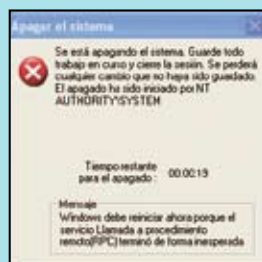 Apagar el sistema
Se está apagando el sistema. Guarde todo
trabajo en curso y cierre la sesión. Se perderá
cualquier cambio que no haya sido guardado.
El apagado ha sido iniciado por NT
AUTHORITY\SYSTEM
Tiempo restante
para el apagado : 00:00:19
Mensaje
Windows debe reiniciar ahora porque el
servicio Llamada a procedimiento
remoto(RPC) terminó de forma inesperada